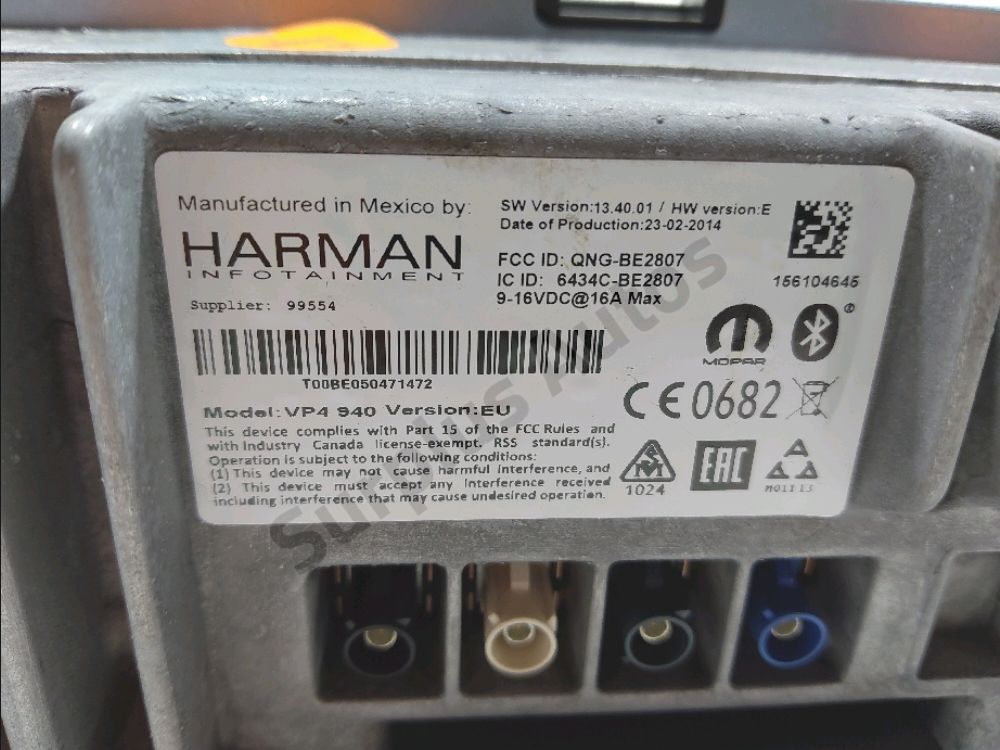 Manufactured in Mexico by:
HARMAN
INFOTAINMENT
Supplier: 99554
SW Version:13.40.01 / HW version:E
Date of Production:23-02-2014
FCC ID: QNG-BE2807
IC ID: 6434C-BE2807
9-16VDC@16A Max
156104645
MOPAR
®
T00BE050471472
Model:VP4 940 Version:EU
This device complies with Part 15 of the FCC Rules and
with Industry Canada license-exempt. RSS standard(s).
Operation is subject to the following conditions:
(1) This device may not cause harmful interference, and
(2) This device must accept any interference received
including interference that may cause undesired operation.
CE0682
1024
EAC
M01113
Surplus Autos